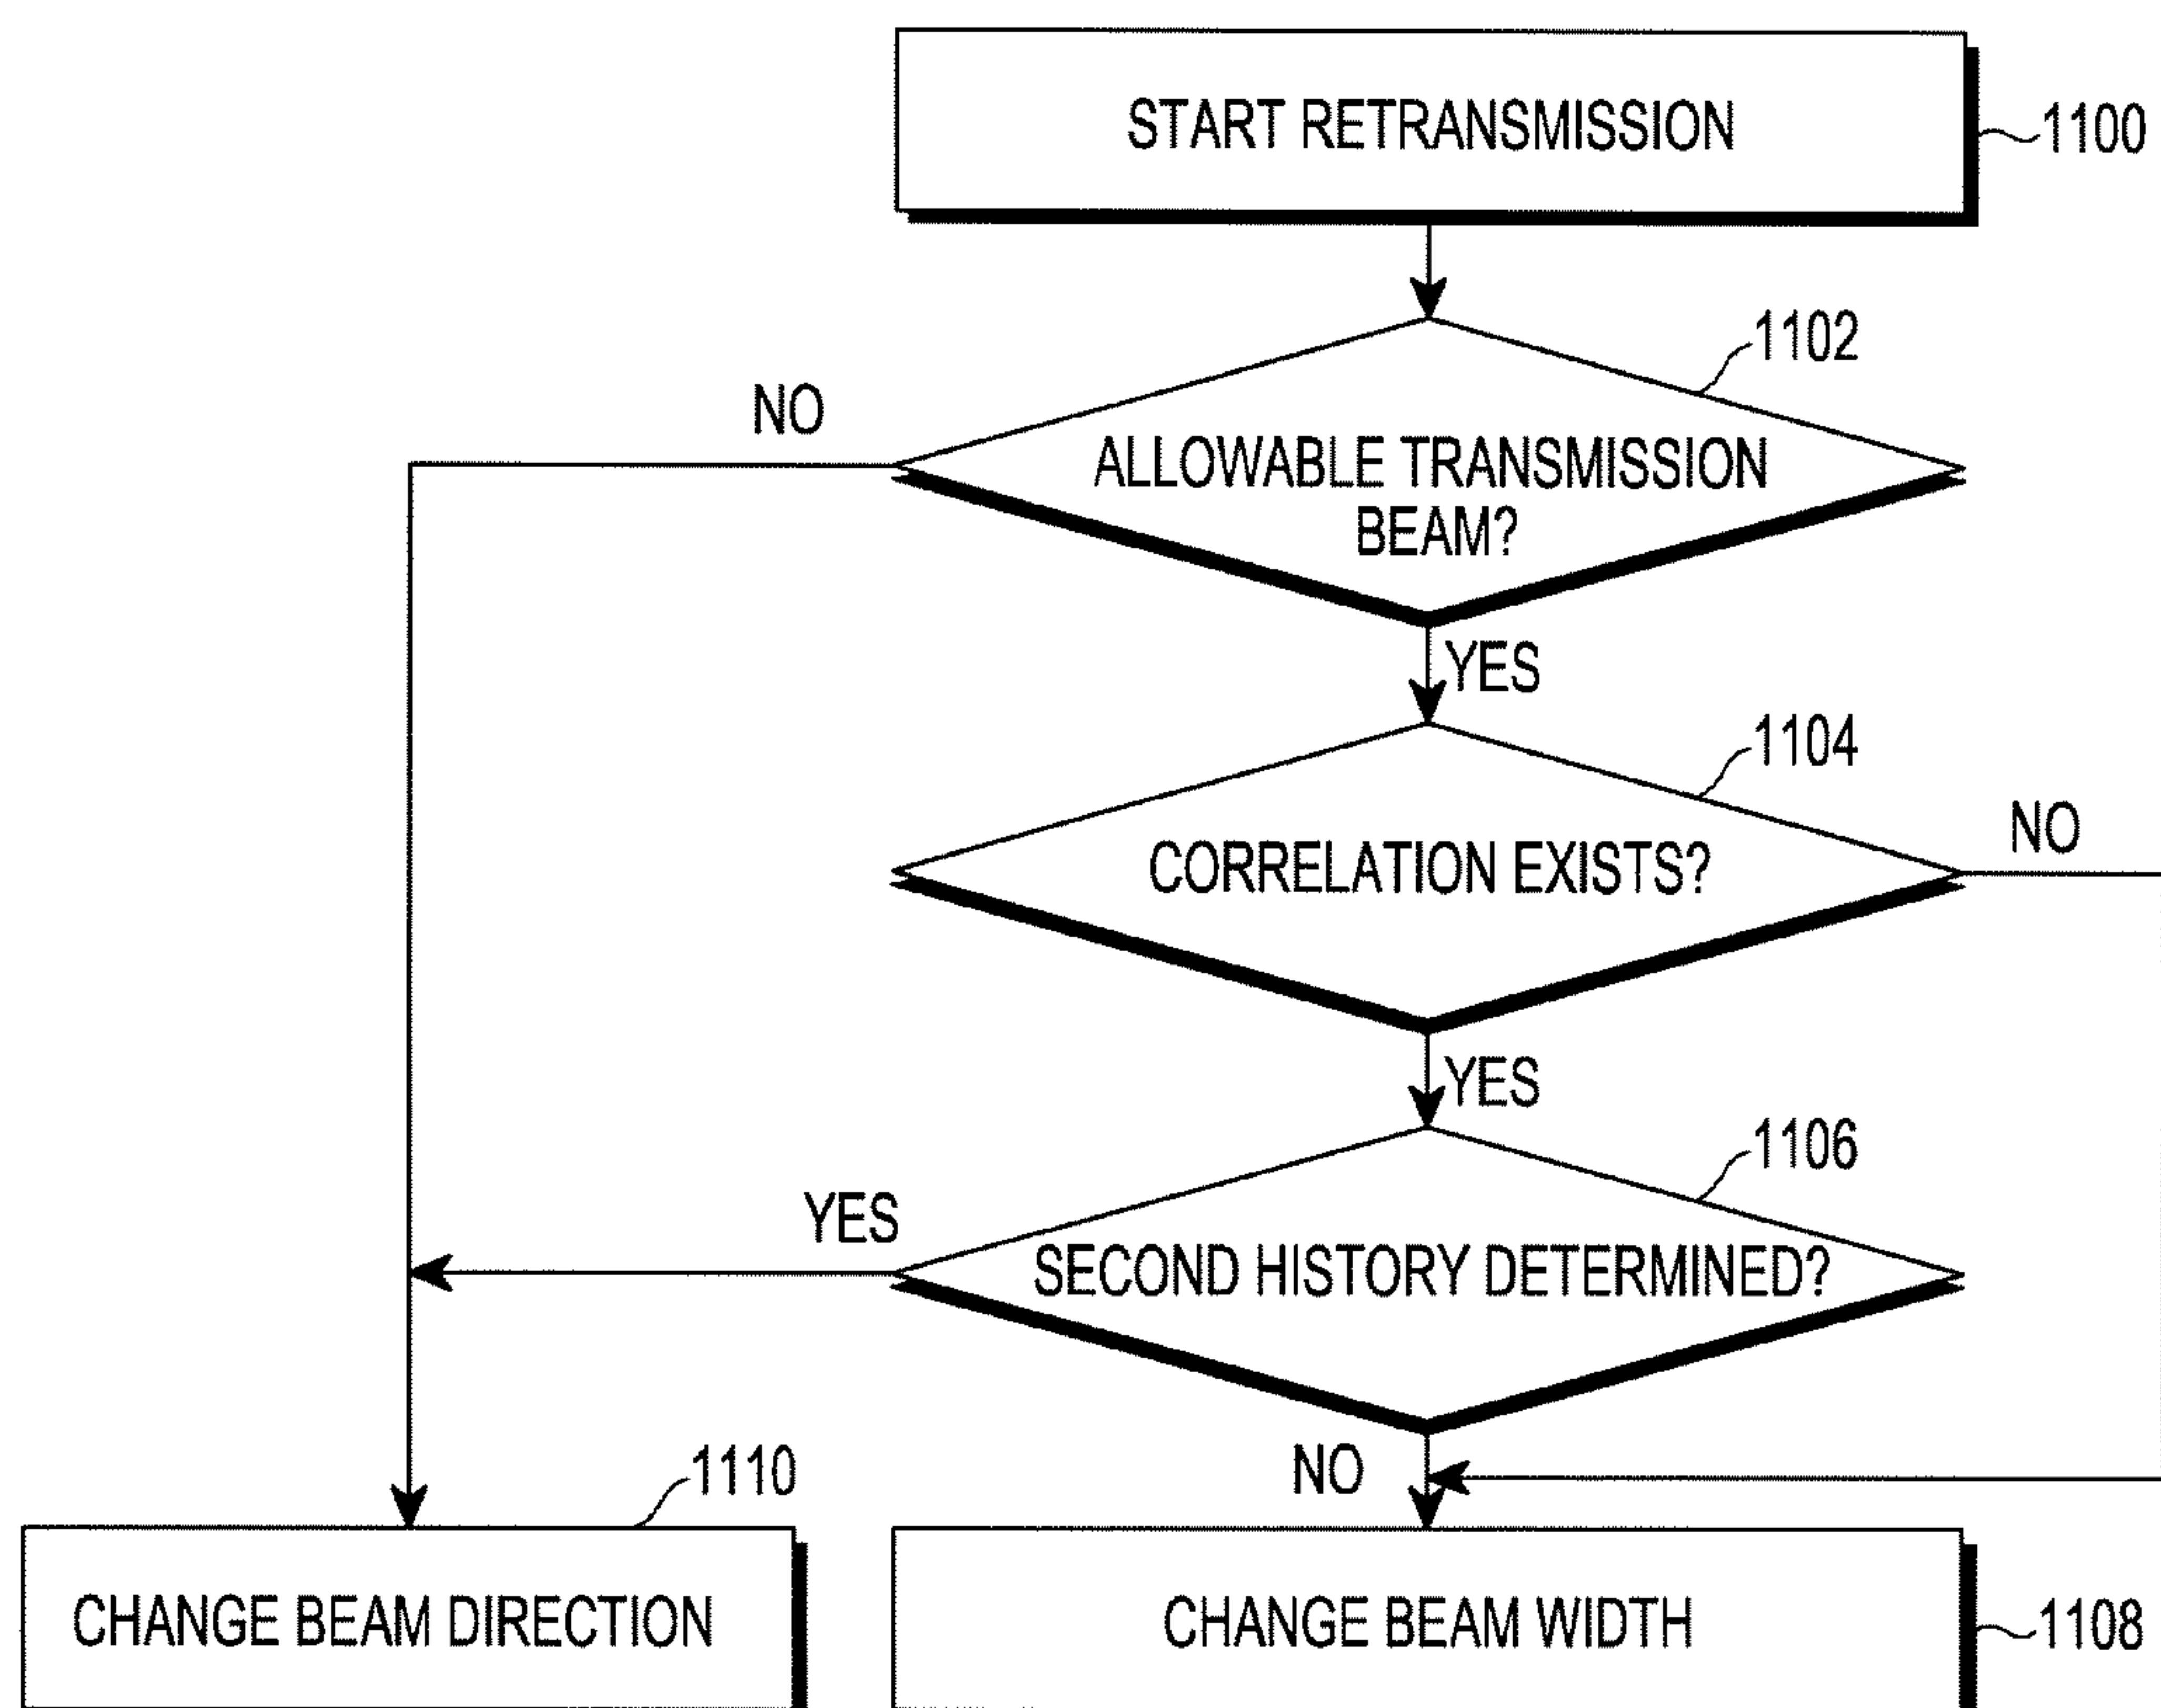 START RETRANSMISSION
1100
1102
NO
ALLOWABLE TRANSMISSION
BEAM?
YES
1104
NO
CORRELATION EXISTS?
YES
1106
YES
SECOND HISTORY DETERMINED?
NO
1110
CHANGE BEAM DIRECTION
CHANGE BEAM WIDTH
1108